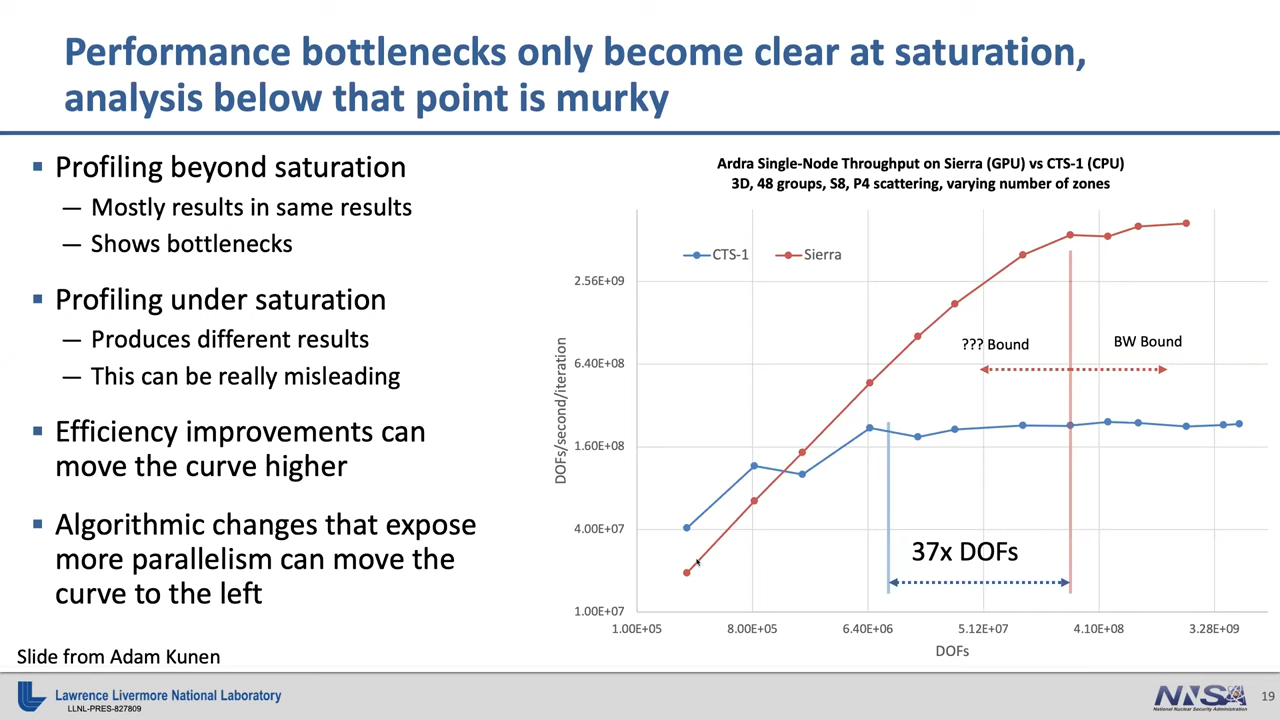 Performance bottlenecks only become clear at saturation,
analysis below that point is murky
▪ Profiling beyond saturation
— Mostly results in same results
— Shows bottlenecks
▪ Profiling under saturation
— Produces different results
— This can be really misleading
▪ Efficiency improvements can
move the curve higher
▪ Algorithmic changes that expose
more parallelism can move the
curve to the left
Slide from Adam Kunen
Ardra Single-Node Throughput on Sierra (GPU) vs CTS-1 (CPU)
3D, 48 groups, S8, P4 scattering, varying number of zones
CTS-1 Sierra
2.56E+09
6.40E+08
1.60E+08
4.00E+07
1.00E+07
DOFs/second/iteration
??? Bound
BW Bound
37x DOFs
1.00E+05 8.00E+05 6.40E+06 5.12E+07 4.10E+08 3.28E+09
DOFs
Lawrence Livermore National Laboratory
LLNL-PRES-827809
NNSA
National Nuclear Security Administration
19